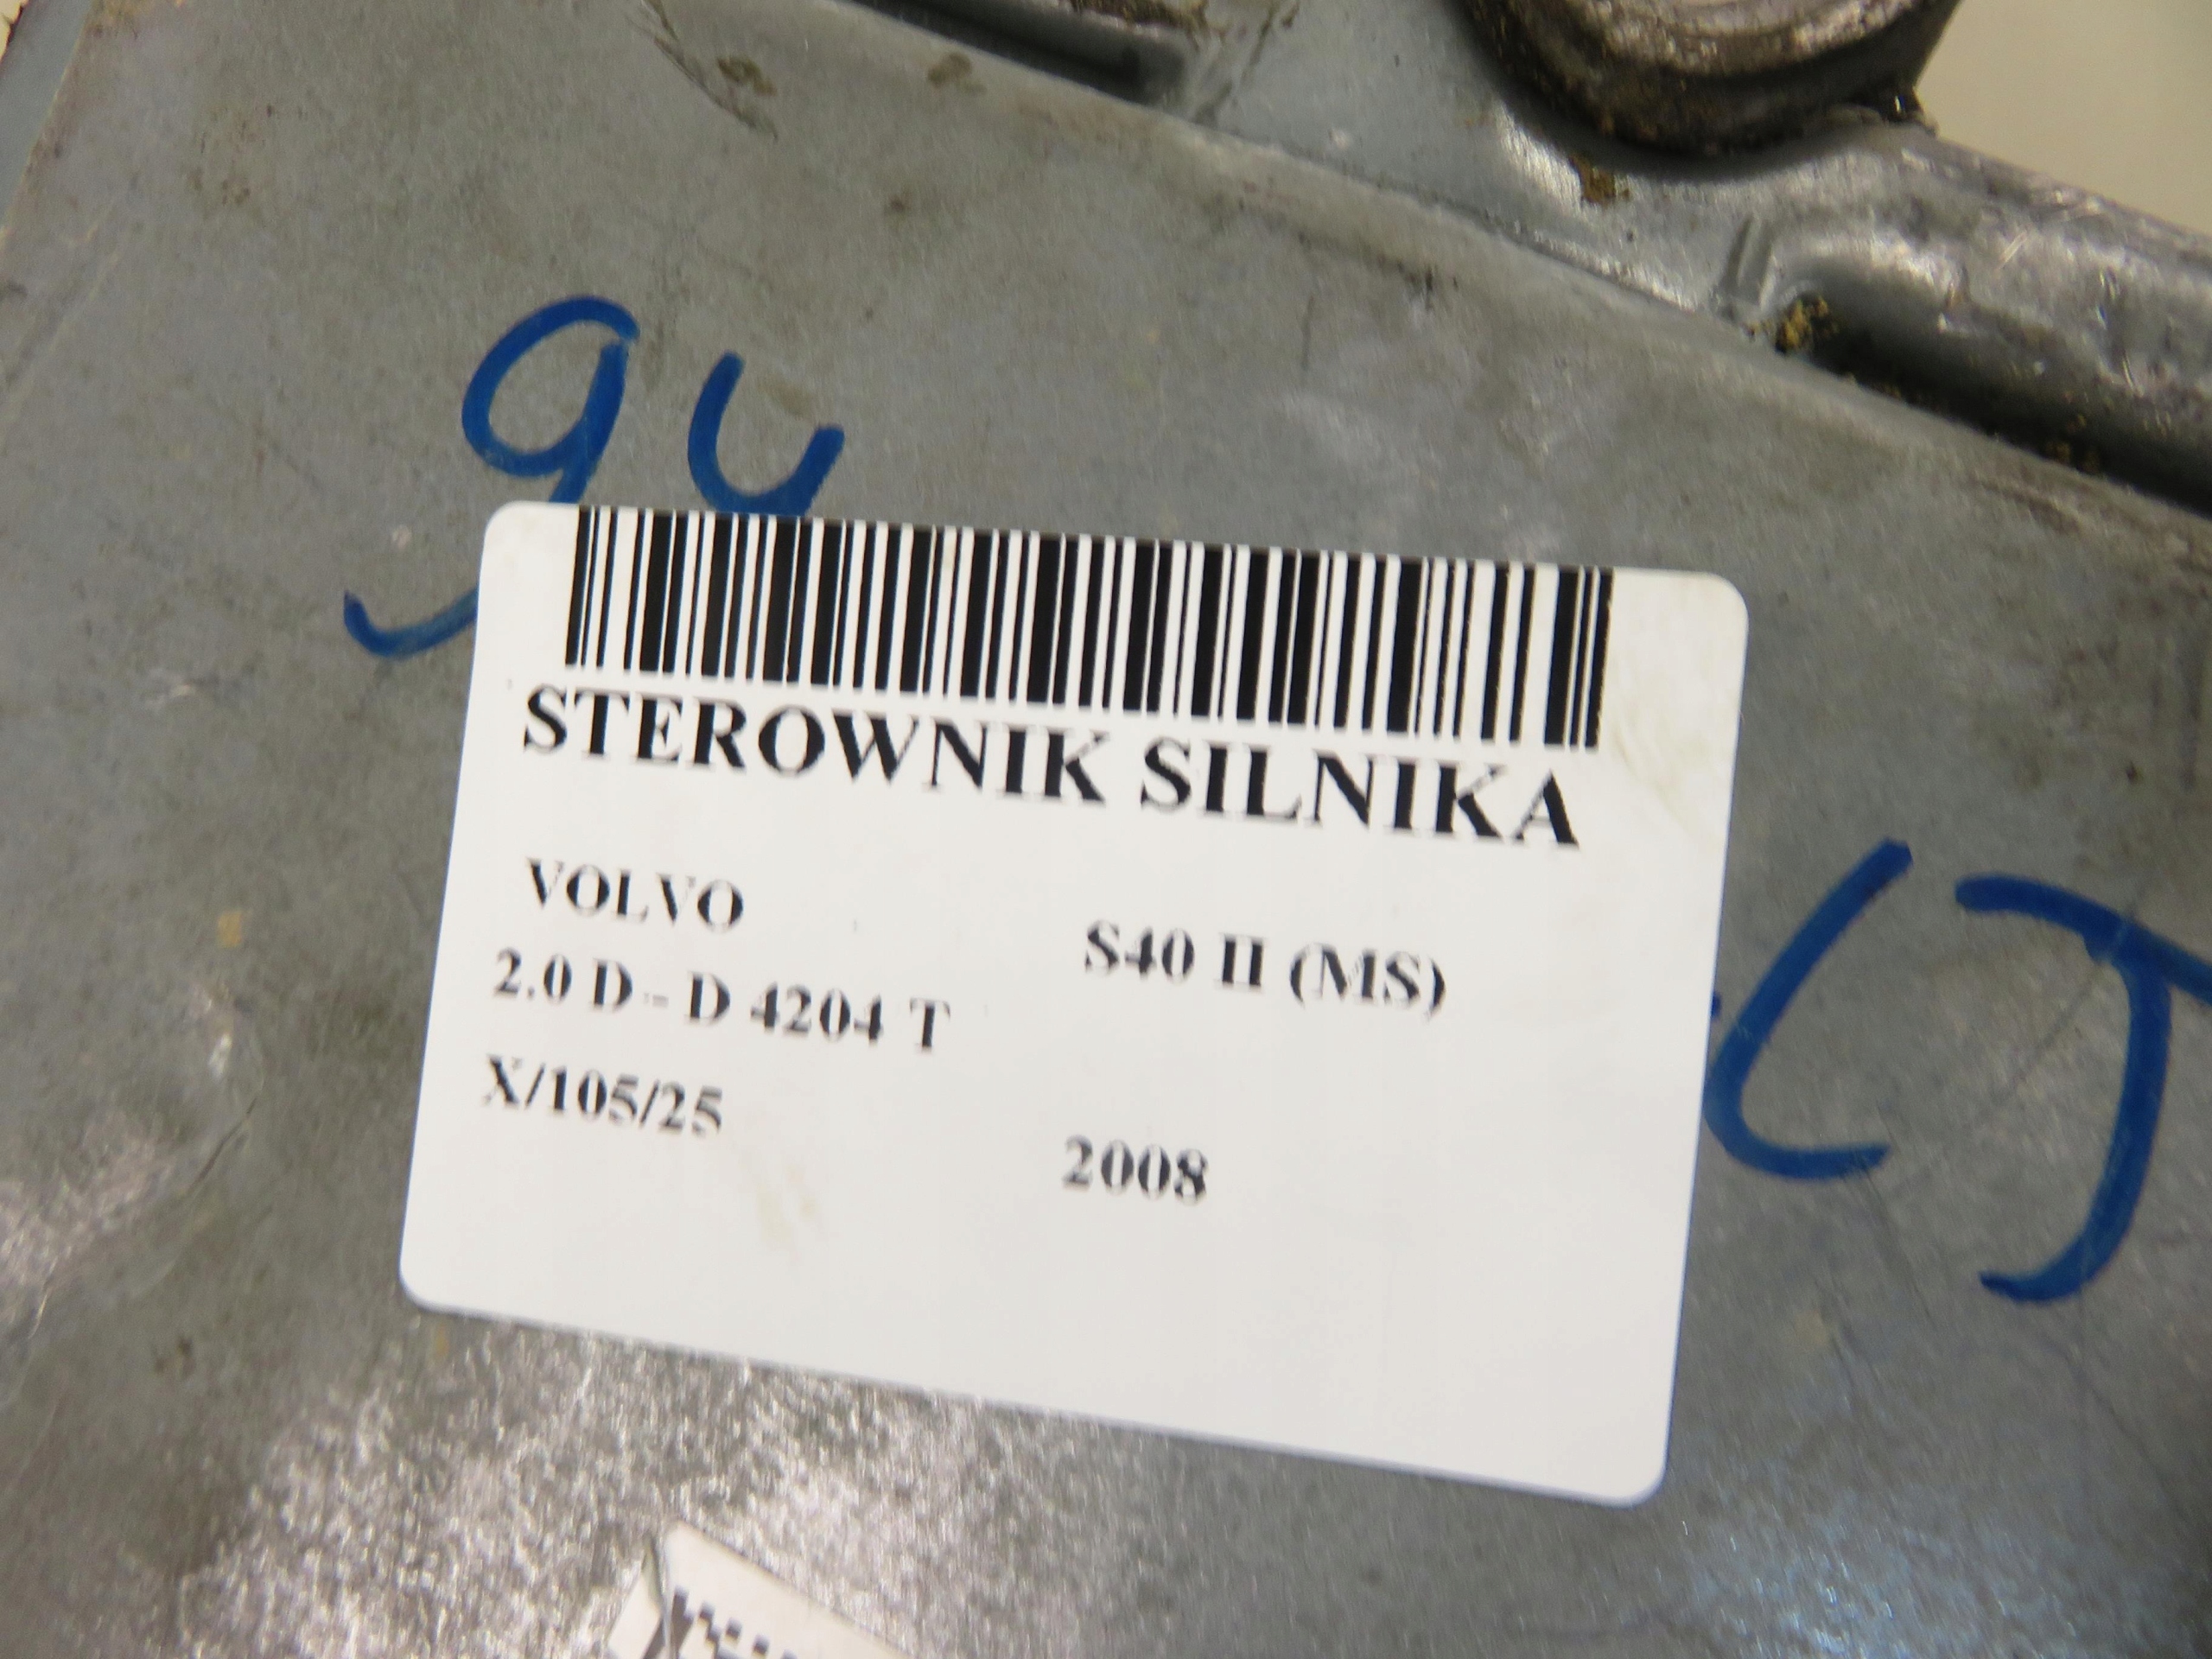 STEROWNIK SILNIKA
VOLVO
S40 II (MS)
2.0 D - D 4204 T
X/105/25
2008